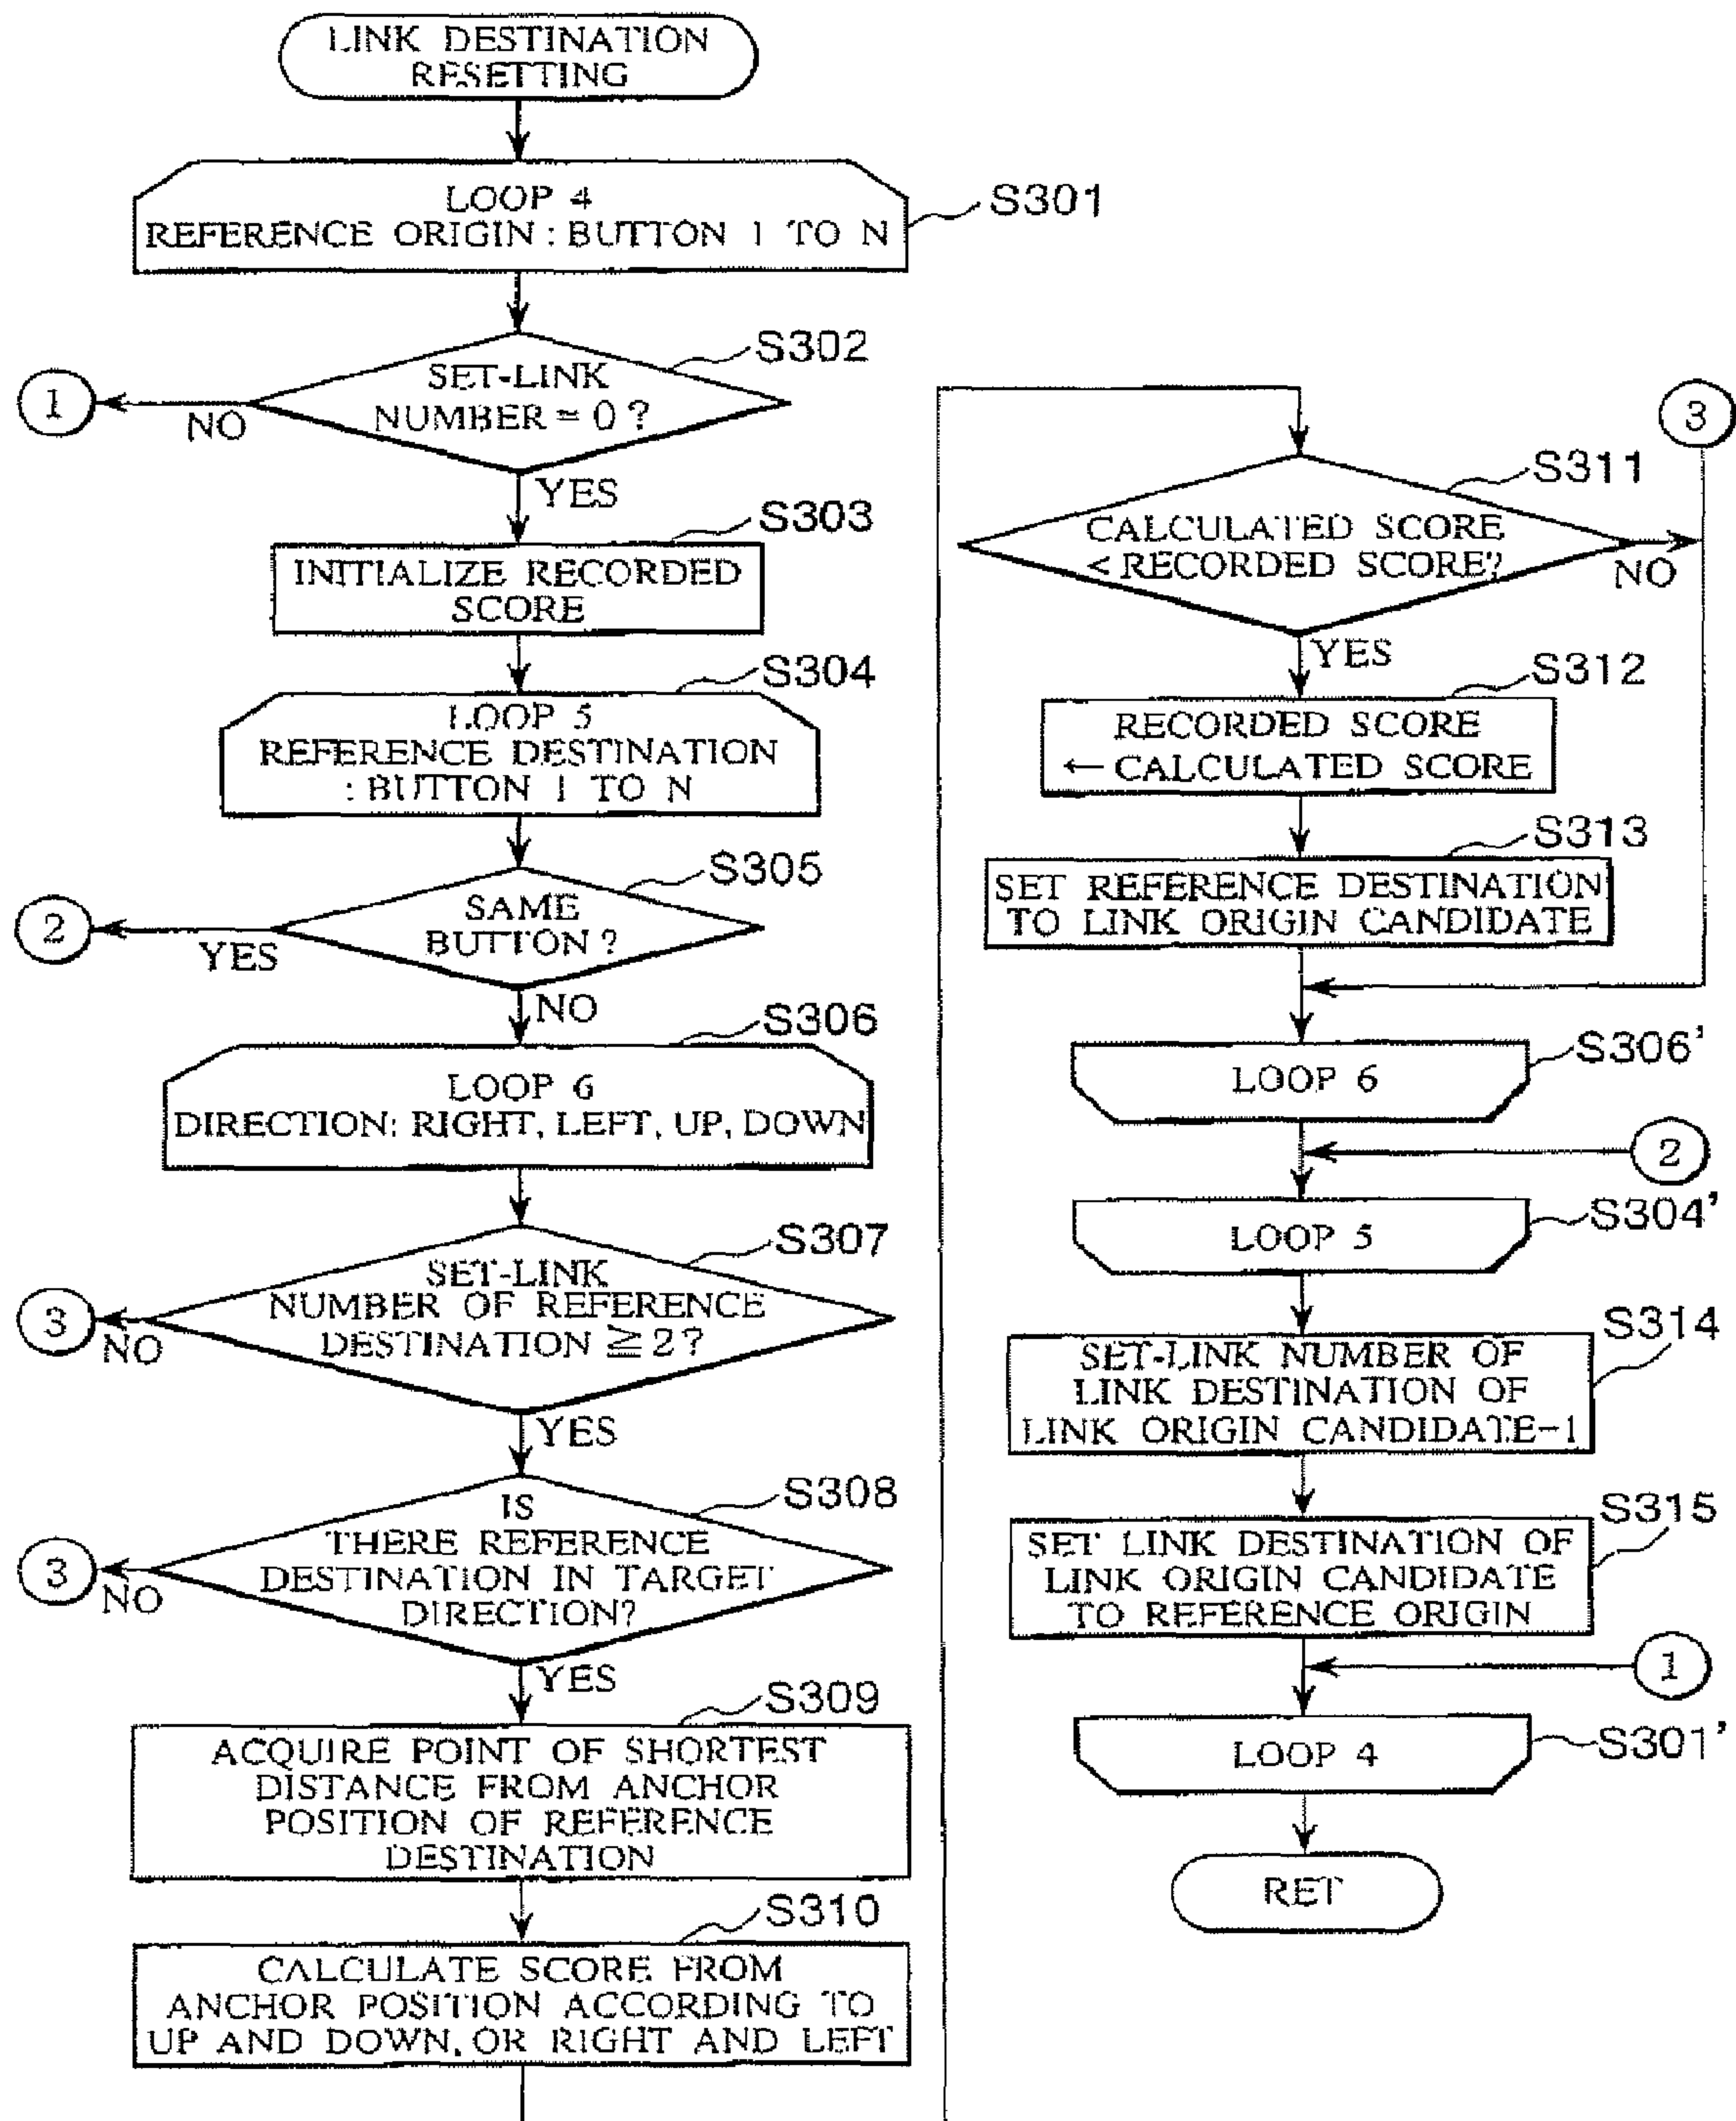 LINK DESTINATION
RESETTING
LOOP 4
REFERENCE ORIGIN : BUTTON 1 TO N
S301
SET-LINK
NUMBER = 0 ?
S302
1
NO
YES
INITIALIZE RECORDED
SCORE
S303
LOOP 5
REFERENCE DESTINATION
: BUTTON 1 TO N
S304
SAME
BUTTON ?
S305
2
YES
NO
LOOP 6
DIRECTION: RIGHT, LEFT, UP, DOWN
S306
SET-LINK
NUMBER OF REFERENCE
DESTINATION ≧ 2 ?
S307
3
NO
YES
IS
THERE REFERENCE
DESTINATION IN TARGET
DIRECTION?
S308
3
NO
YES
ACQUIRE POINT OF SHORTEST
DISTANCE FROM ANCHOR
POSITION OF REFERENCE
DESTINATION
S309
CALCULATE SCORE FROM
ANCHOR POSITION ACCORDING TO
UP AND DOWN, OR RIGHT AND LEFT
S310
3
CALCULATED SCORE
< RECORDED SCORE?
S311
NO
YES
RECORDED SCORE
← CALCULATED SCORE
S312
SET REFERENCE DESTINATION
TO LINK ORIGIN CANDIDATE
S313
LOOP 6
S306'
2
LOOP 5
S304'
SET-LINK NUMBER OF
LINK DESTINATION OF
LINK ORIGIN CANDIDATE-1
S314
SET LINK DESTINATION OF
LINK ORIGIN CANDIDATE
TO REFERENCE ORIGIN
S315
1
LOOP 4
S301'
RET